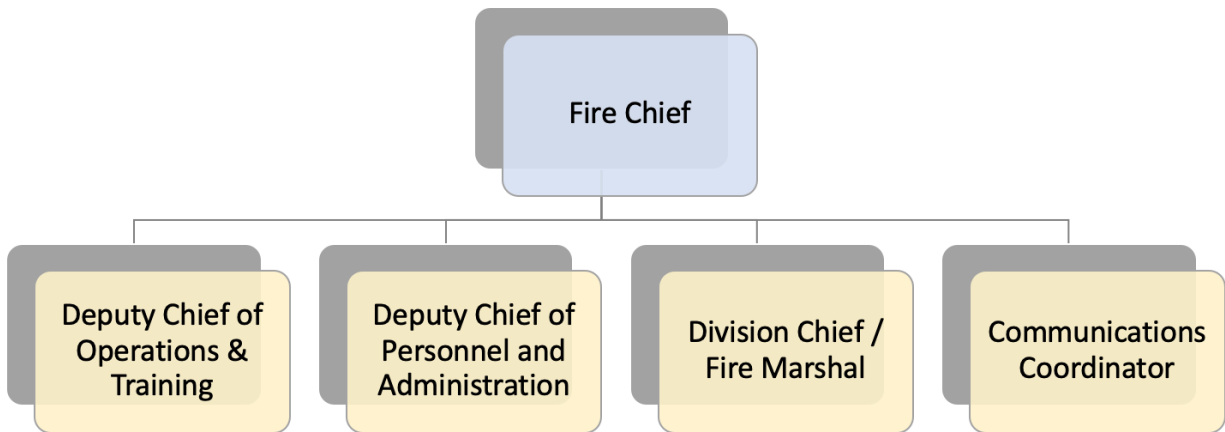 Fire Chief
Deputy Chief of
Operations &
Training
Deputy Chief of
Personnel and
Administration
Division Chief /
Fire Marshal
Communications
Coordinator